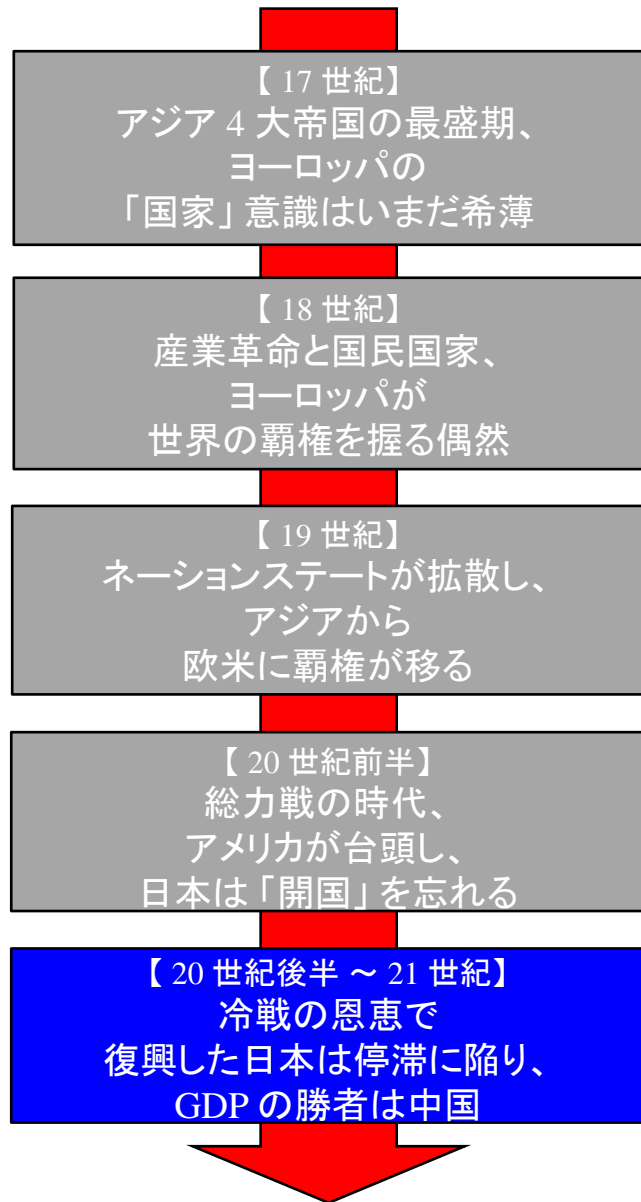 【 17 世紀】
アジア 4 大帝国の最盛期、
ヨーロッパの
「国家」意識はいまだ希薄
【 18 世紀】
産業革命と国民国家、
ヨーロッパが
世界の覇権を握る偶然
【 19 世紀】
ネーションステートが拡散し、
アジアから
欧米に覇権が移る
【 20 世紀前半】
総力戦の時代、
アメリカが台頭し、
日本は「開国」を忘れる
【 20 世紀後半 ～ 21 世紀】
冷戦の恩恵で
復興した日本は停滞に陥り、
GDP の勝者は中国